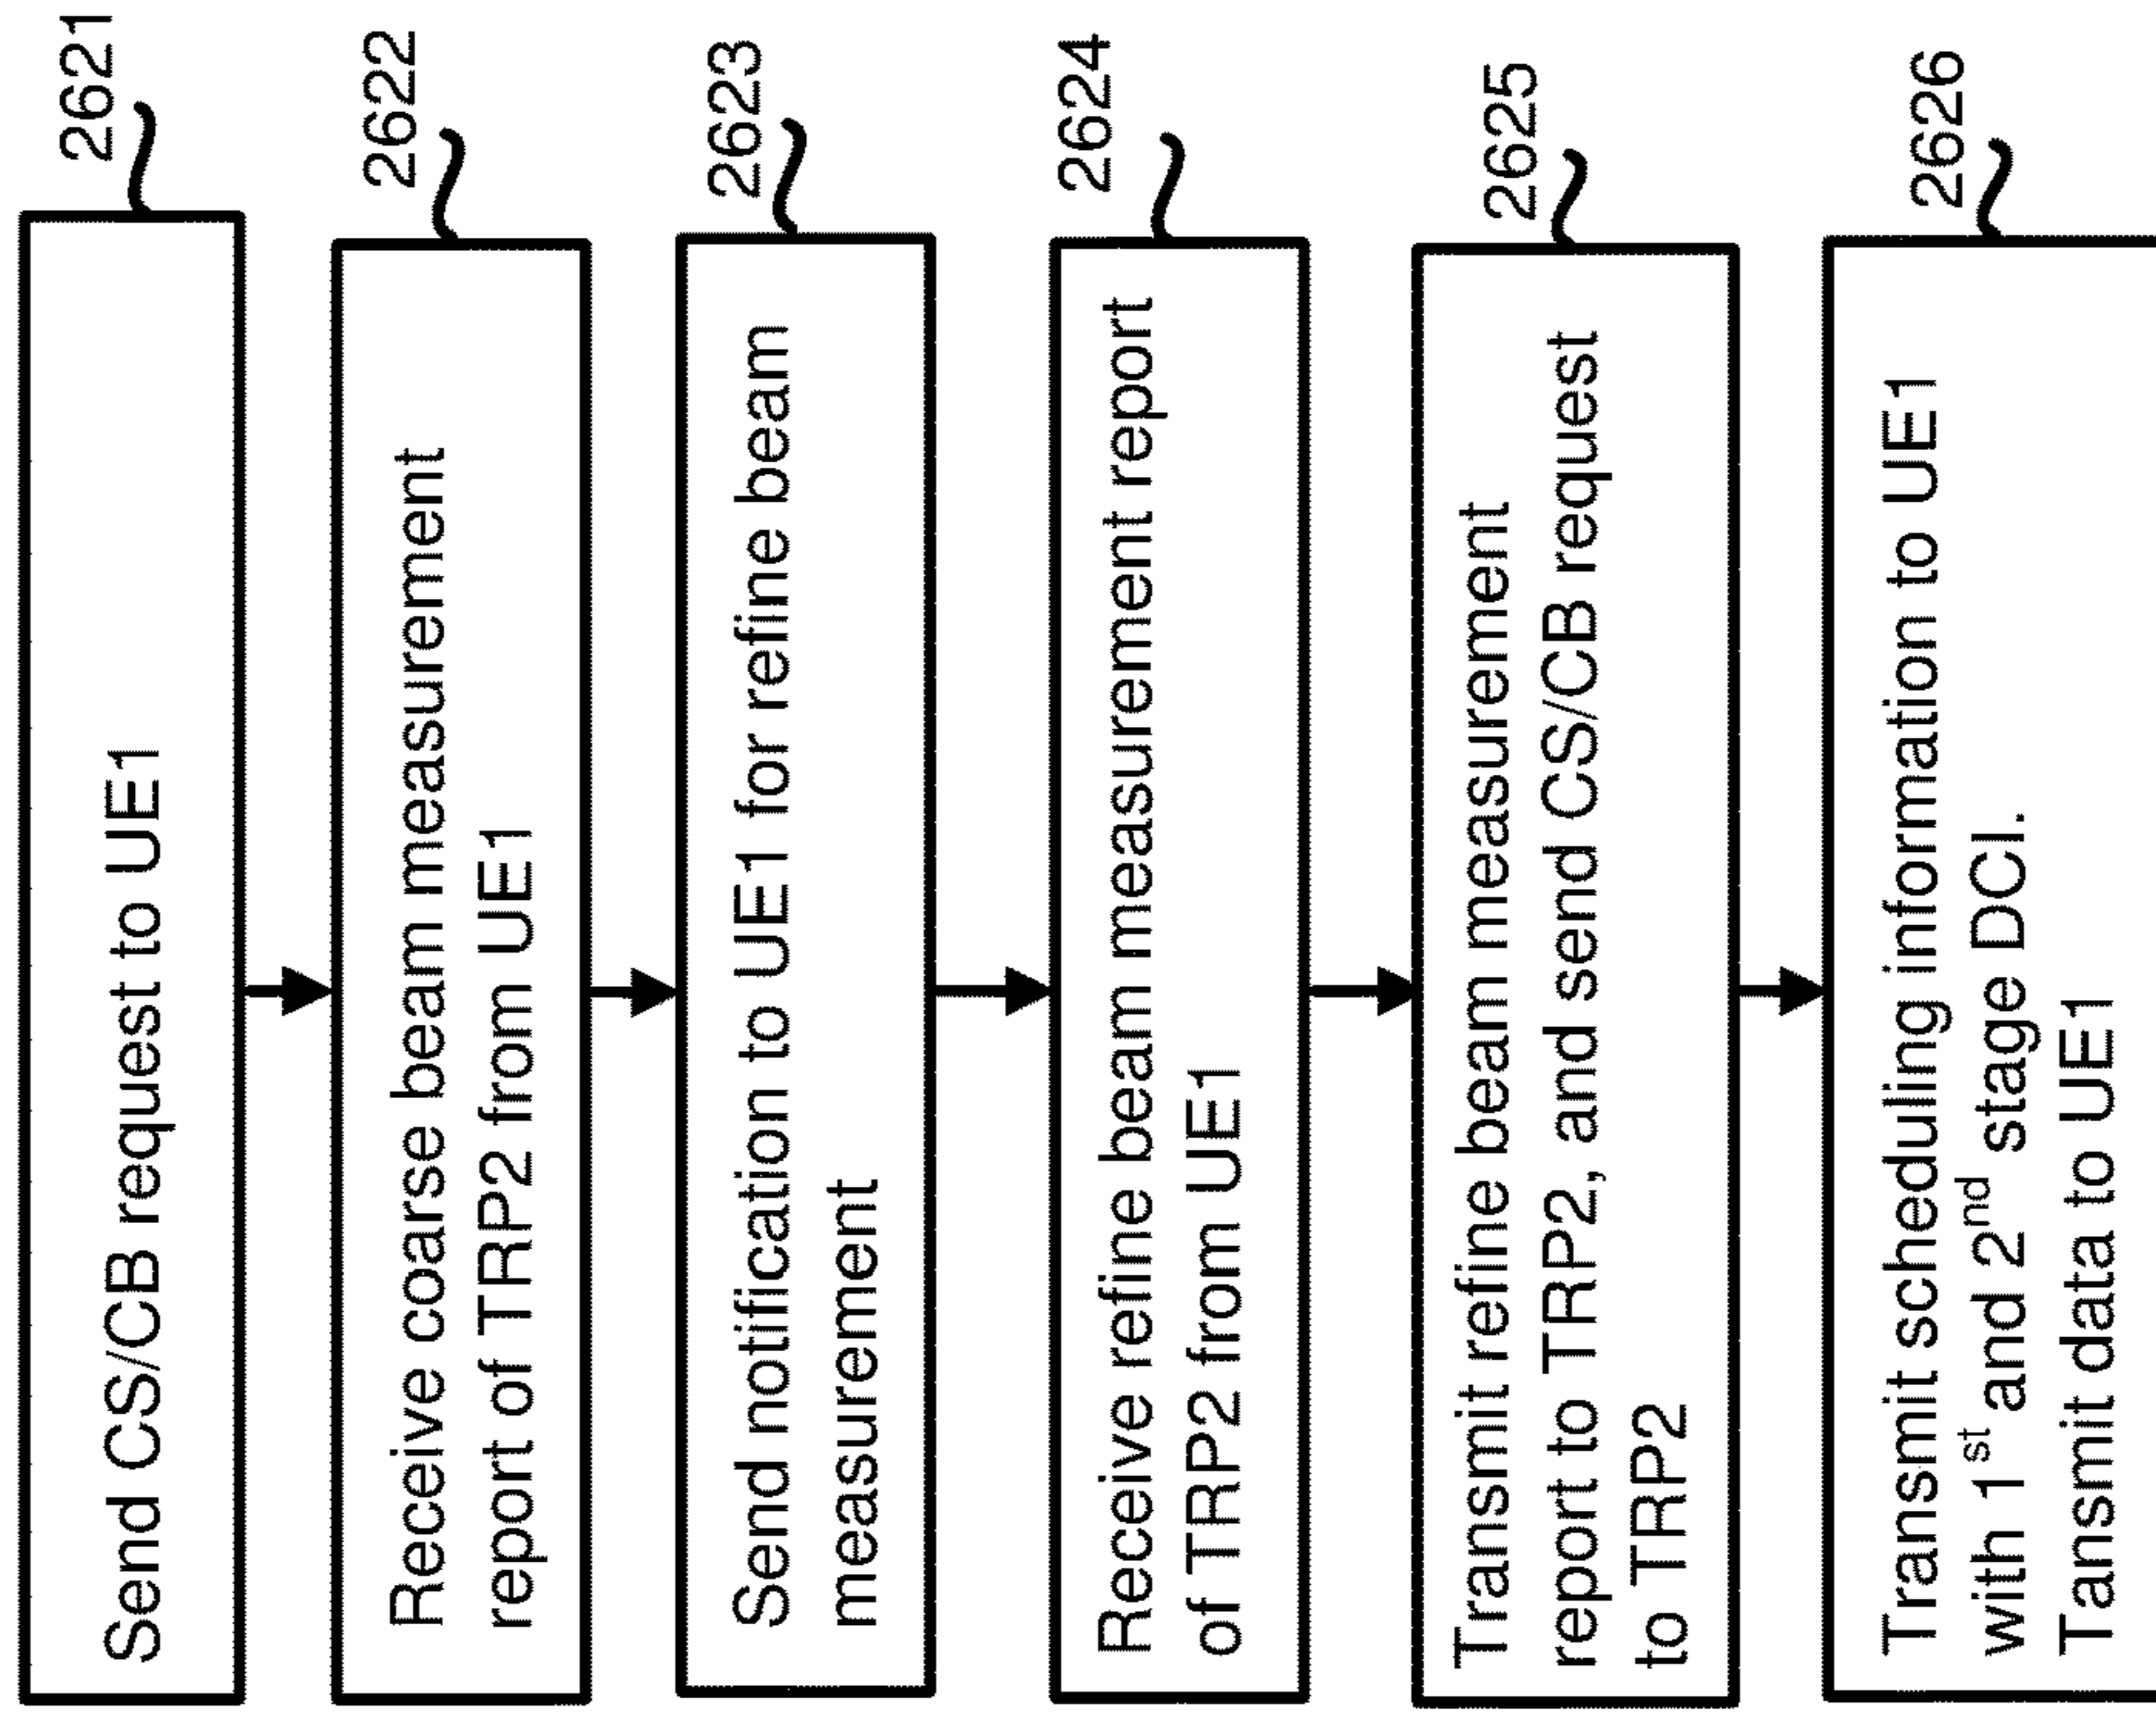 2621
Send CS/CB request to UE1
2622
Receive coarse beam measurement
report of TRP2 from UE1
2623
Send notification to UE1 for refine beam
measurement
2624
Receive refine beam measurement report
of TRP2 from UE1
2625
Transmit refine beam measurement
report to TRP2, and send CS/CB request
to TRP2
2626
Transmit scheduling information to UE1
with 1st and 2nd stage DCI.
Tansmit data to UE1